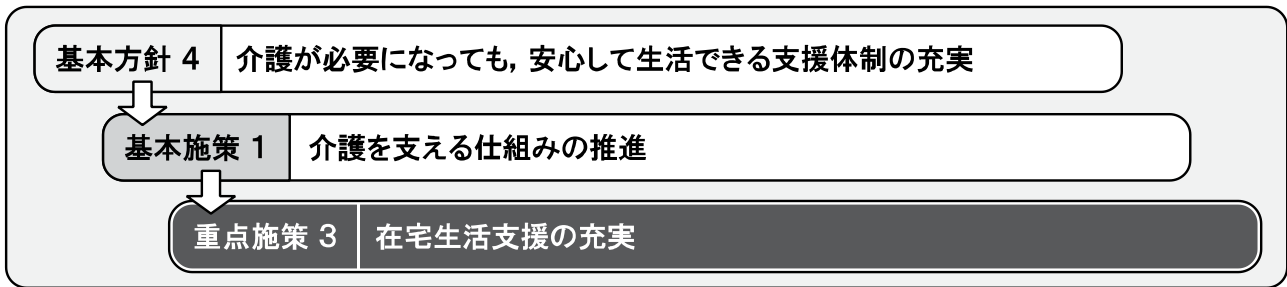 基本方針 4 介護が必要になっても, 安心して生活できる支援体制の充実
基本施策 1 介護を支える仕組みの推進
重点施策 3 在宅生活支援の充実